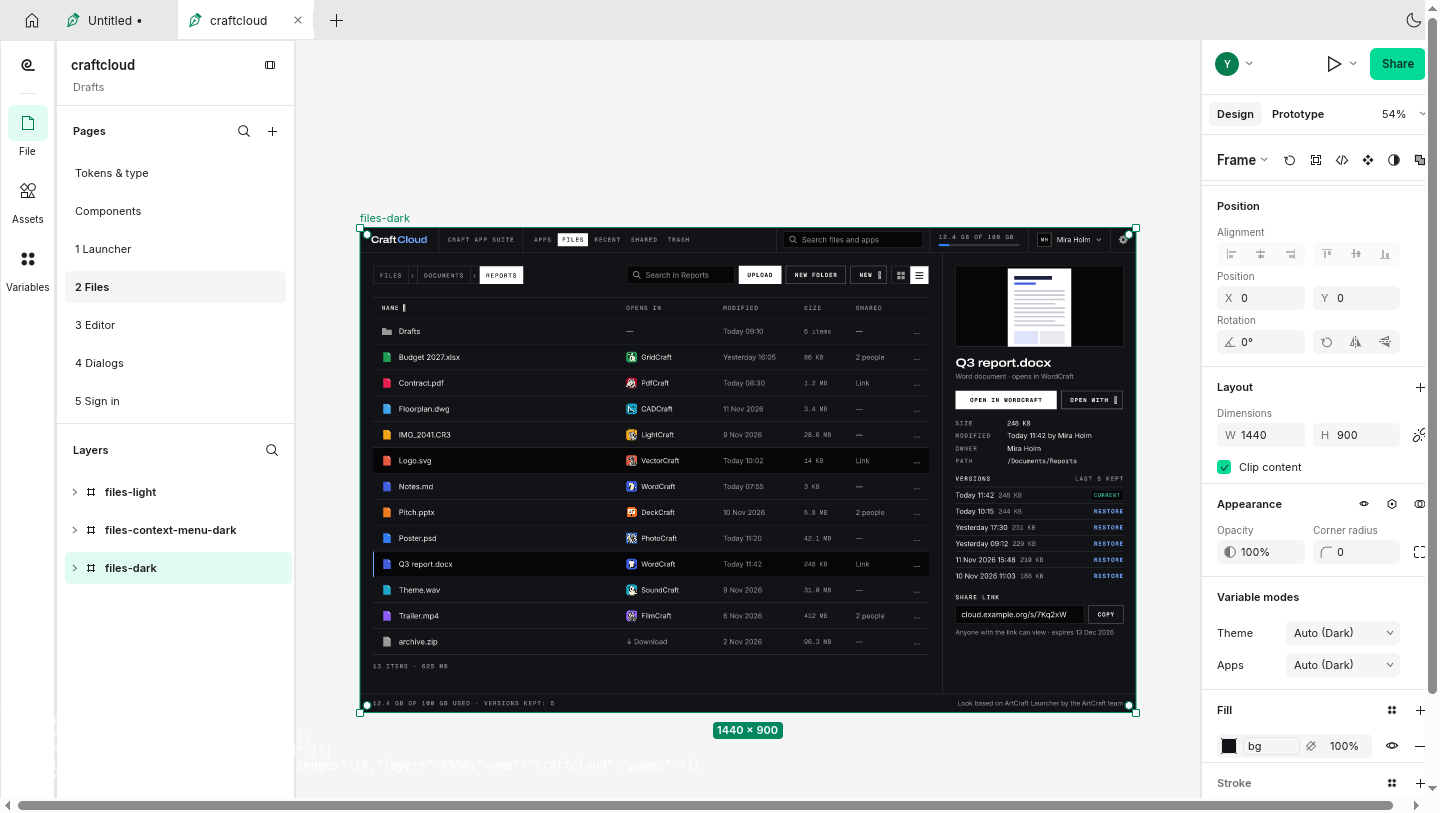 Untitled •
craftcloud
craftcloud
Drafts
File
Assets
Variables
Pages
Tokens & type
Components
1 Launcher
2 Files
3 Editor
4 Dialogs
5 Sign in
Layers
files-light
files-context-menu-dark
files-dark
files-dark
CraftCloud
CRAFT APP SUITE
APPS FILES RECENT SHARED TRASH
Search files and apps
12.4 GB OF 100 GB
MH Mira Holm
FILES › DOCUMENTS › REPORTS
Search in Reports
UPLOAD
NEW FOLDER
NEW
NAME OPENS IN MODIFIED SIZE SHARED
Drafts — Today 09:10 6 items — ...
Budget 2027.xlsx GridCraft Yesterday 16:05 86 KB 2 people ...
Contract.pdf PdfCraft Today 08:30 1.2 MB Link ...
Floorplan.dwg CADCraft 11 Nov 2026 3.4 MB — ...
IMG_2041.CR3 LightCraft 9 Nov 2026 28.6 MB — ...
Logo.svg VectorCraft Today 10:02 14 KB Link ...
Notes.md WordCraft Today 07:55 3 KB — ...
Pitch.pptx DeckCraft 10 Nov 2026 5.8 MB 2 people ...
Poster.psd PhotoCraft Today 11:20 42.1 MB — ...
Q3 report.docx WordCraft Today 11:42 248 KB Link ...
Theme.wav SoundCraft 9 Nov 2026 31.0 MB — ...
Trailer.mp4 FilmCraft 6 Nov 2026 412 MB 2 people ...
archive.zip ↓ Download 2 Nov 2026 96.3 MB — ...
13 ITEMS · 625 MB
12.4 GB OF 100 GB USED · VERSIONS KEPT: 5
Q3 report.docx
Word document · opens in WordCraft
OPEN IN WORDCRAFT
OPEN WITH
SIZE 248 KB
MODIFIED Today 11:42 by Mira Holm
OWNER Mira Holm
PATH /Documents/Reports
VERSIONS LAST 5 KEPT
Today 11:42 248 KB CURRENT
Today 10:15 244 KB RESTORE
Yesterday 17:30 231 KB RESTORE
Yesterday 09:12 229 KB RESTORE
11 Nov 2026 15:48 210 KB RESTORE
10 Nov 2026 11:03 188 KB RESTORE
SHARE LINK
cloud.example.org/s/7Kq2xW
COPY
Anyone with the link can view · expires 13 Dec 2026
Look based on ArtCraft Launcher by the ArtCraft team
1440 × 900
]}
":[]}
images":16,"layers":6596,"name":"craftcloud","pages":7}}
Y
Share
Design
Prototype
54%
Frame
Position
Alignment
Position
X 0
Y 0
Rotation
0°
Layout
Dimensions
W 1440
H 900
Clip content
Appearance
Opacity
Corner radius
100%
0
Variable modes
Theme
Auto (Dark)
Apps
Auto (Dark)
Fill
bg
100%
Stroke